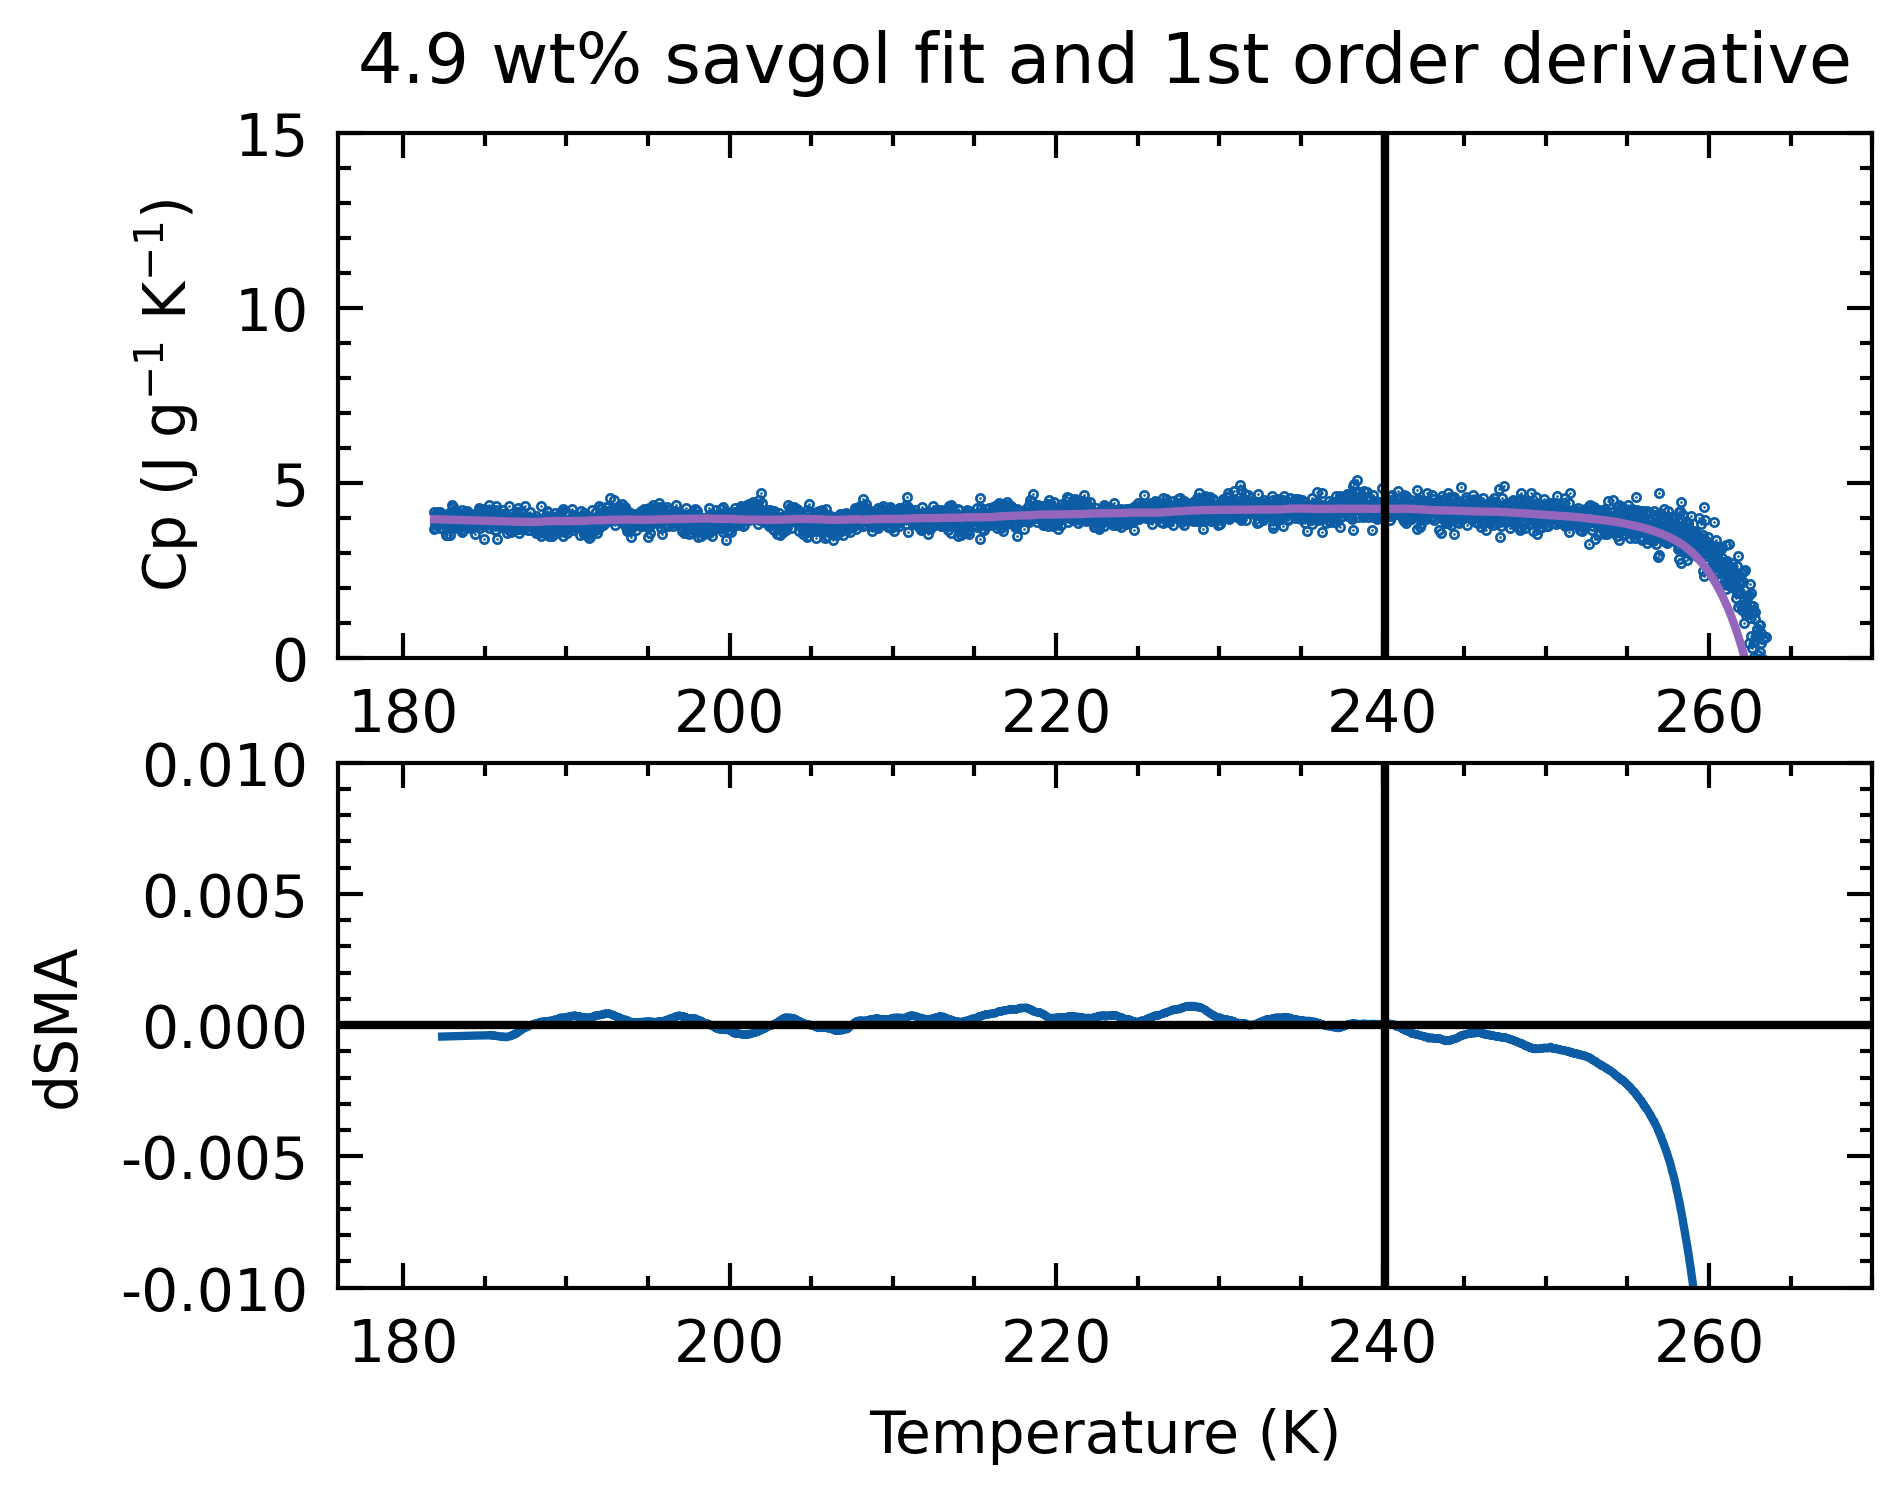 4.9 wt% savgol fit and 1st order derivative
15
10
5
0
Cp (J g⁻¹ K⁻¹)
180 200 220 240 260
0.010
0.005
0.000
-0.005
-0.010
dSMA
180 200 220 240 260
Temperature (K)